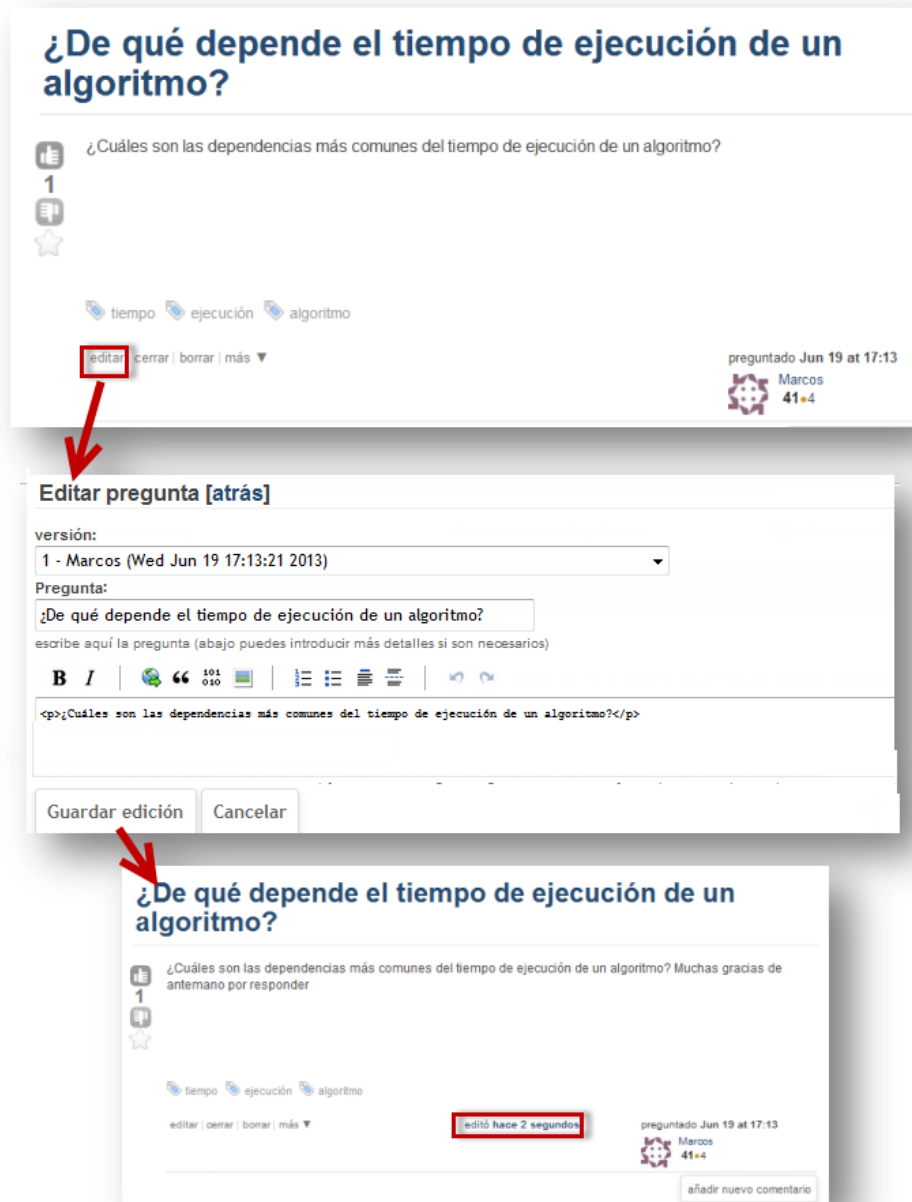 ¿De qué depende el tiempo de ejecución de un
algoritmo?
¿Cuáles son las dependencias más comunes del tiempo de ejecución de un algoritmo?
1
tiempo ejecución algoritmo
editar cerrar | borrar | más ▼
preguntado Jun 19 at 17:13
Marcos
41●4
Editar pregunta [atrás]
versión:
1 - Marcos (Wed Jun 19 17:13:21 2013)
Pregunta:
¿De qué depende el tiempo de ejecución de un algoritmo?
escribe aquí la pregunta (abajo puedes introducir más detalles si son necesarios)
B I “ 101 010
<p>¿Cuáles son las dependencias más comunes del tiempo de ejecución de un algoritmo?</p>
Guardar edición Cancelar
¿De qué depende el tiempo de ejecución de un
algoritmo?
¿Cuáles son las dependencias más comunes del tiempo de ejecución de un algoritmo? Muchas gracias de
antemano por responder
1
tiempo ejecución algoritmo
editar | cerrar | borrar | más ▼
editó hace 2 segundos
preguntado Jun 19 at 17:13
Marcos
41●4
añadir nuevo comentario